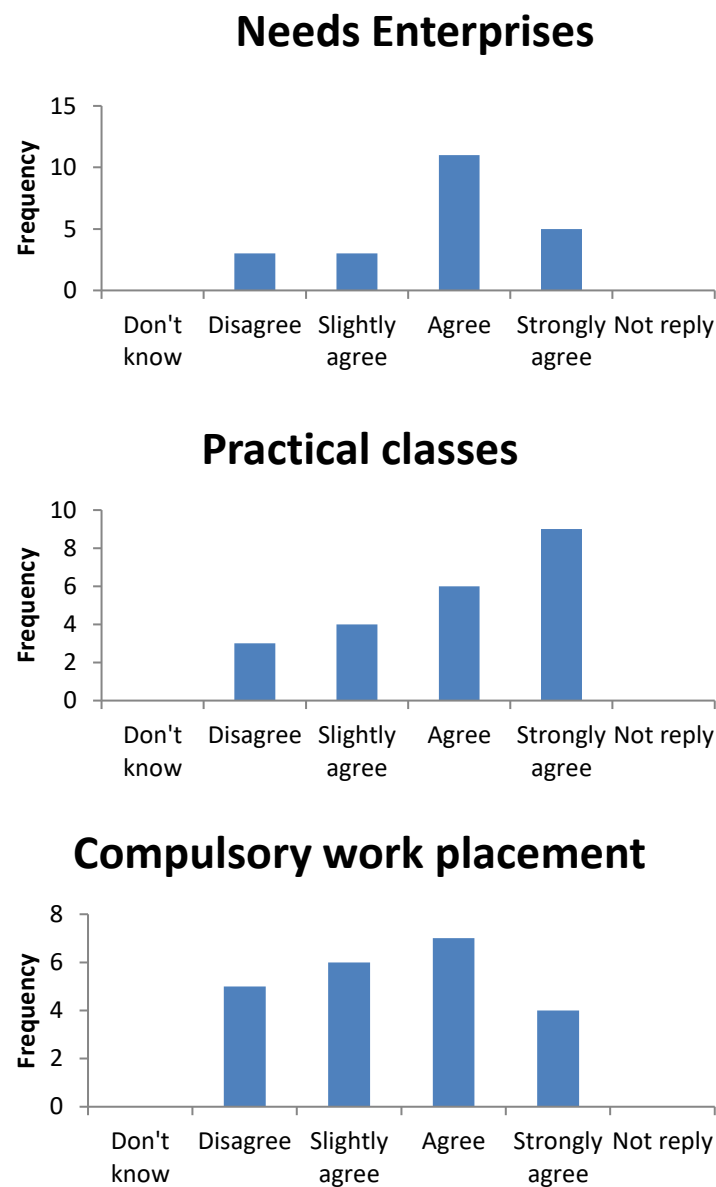 Needs Enterprises
15
10
5
0
Frequency
Don't know
Disagree
Slightly agree
Agree
Strongly agree
Not reply
Practical classes
10
8
6
4
2
0
Frequency
Don't know
Disagree
Slightly agree
Agree
Strongly agree
Not reply
Compulsory work placement
8
6
4
2
0
Frequency
Don't know
Disagree
Slightly agree
Agree
Strongly agree
Not reply